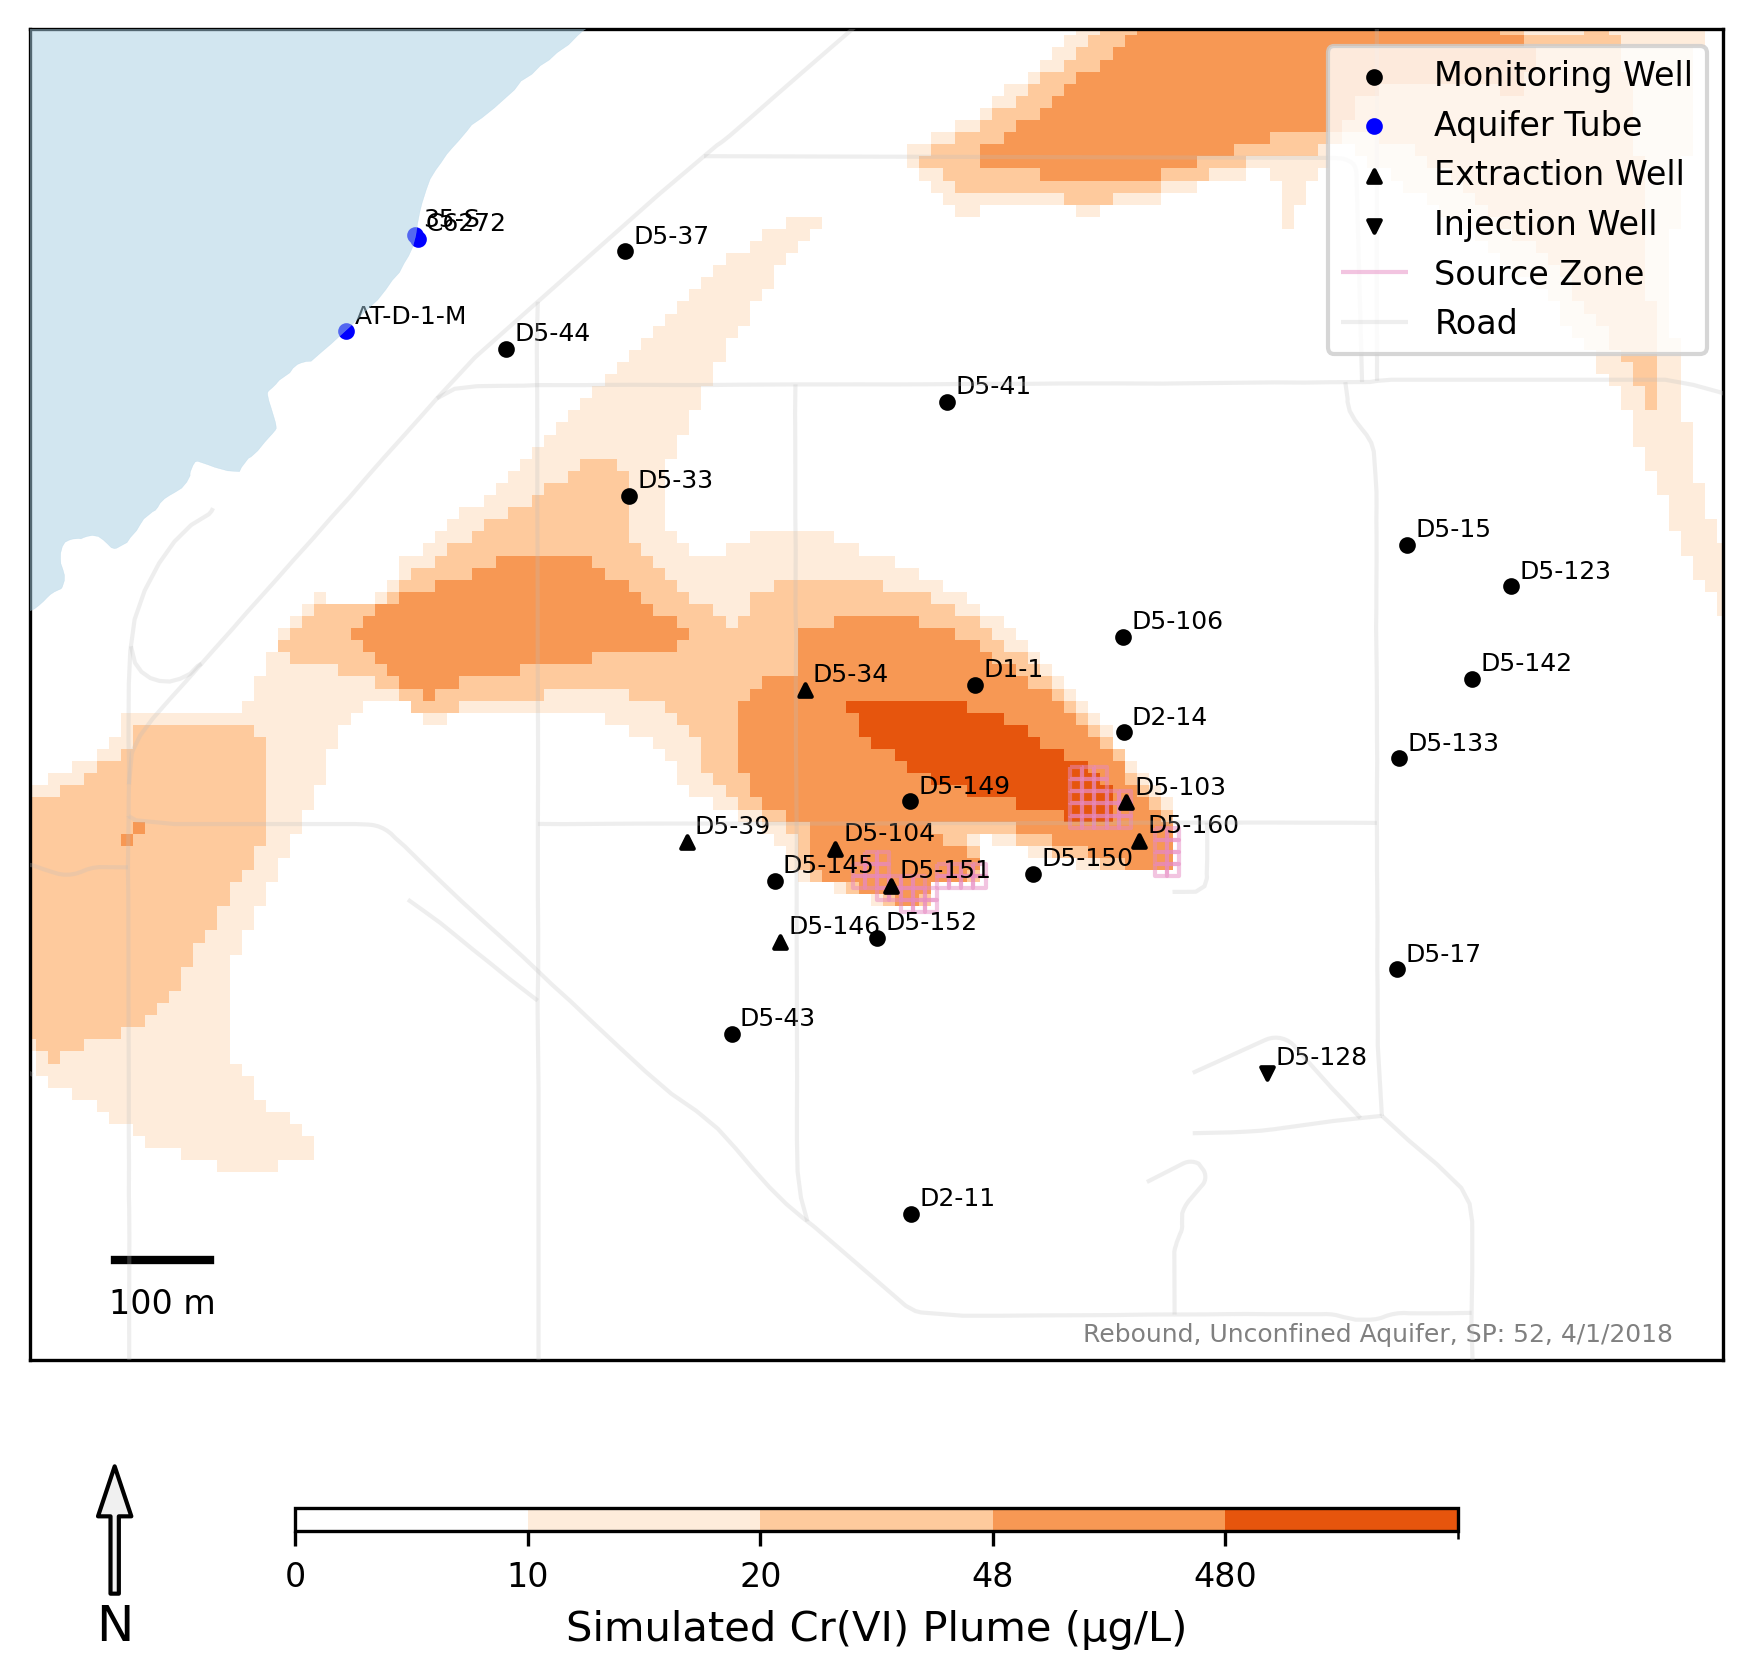 Monitoring Well
Aquifer Tube
Extraction Well
Injection Well
Source Zone
Road
35-S
C6272
D5-37
AT-D-1-M
D5-44
D5-41
D5-33
D5-15
D5-123
D5-106
D5-142
D5-34
D1-1
D2-14
D5-133
D5-149
D5-103
D5-39
D5-104
D5-160
D5-145
D5-151
D5-150
D5-146
D5-152
D5-17
D5-43
D5-128
D2-11
100 m
Rebound, Unconfined Aquifer, SP: 52, 4/1/2018
0 10 20 48 480
Simulated Cr(VI) Plume (μg/L)
N